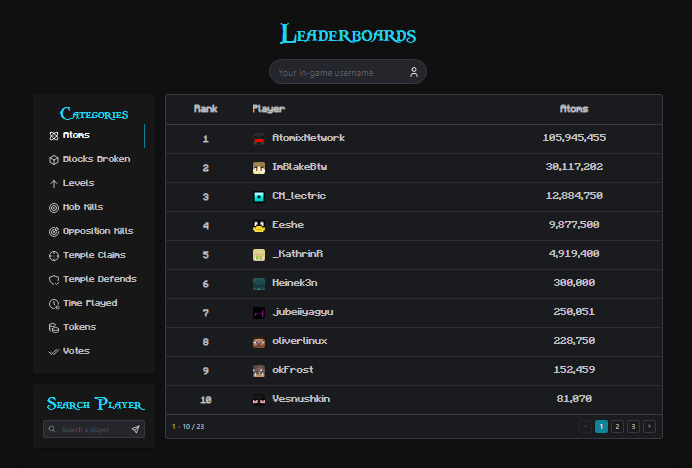 Leaderboards
Your in-game username
Categories
Atoms
Blocks Broken
Levels
Mob Kills
Opposition Kills
Temple Claims
Temple Defends
Time Played
Tokens
Votes
Search Player
Search a player
Rank Player Atoms
1 AtomixNetwork 105,945,455
2 ImBlakeBtw 30,117,202
3 CM_lectric 12,884,750
4 Eeshe 9,877,500
5 _KathrinR 4,919,400
6 Heinek3n 300,000
7 jubeiiyagyu 250,051
8 oliverlinux 228,750
9 okFrost 152,459
10 Vesnushkin 81,070
1 - 10 / 23 ‹ 1 2 3 ›